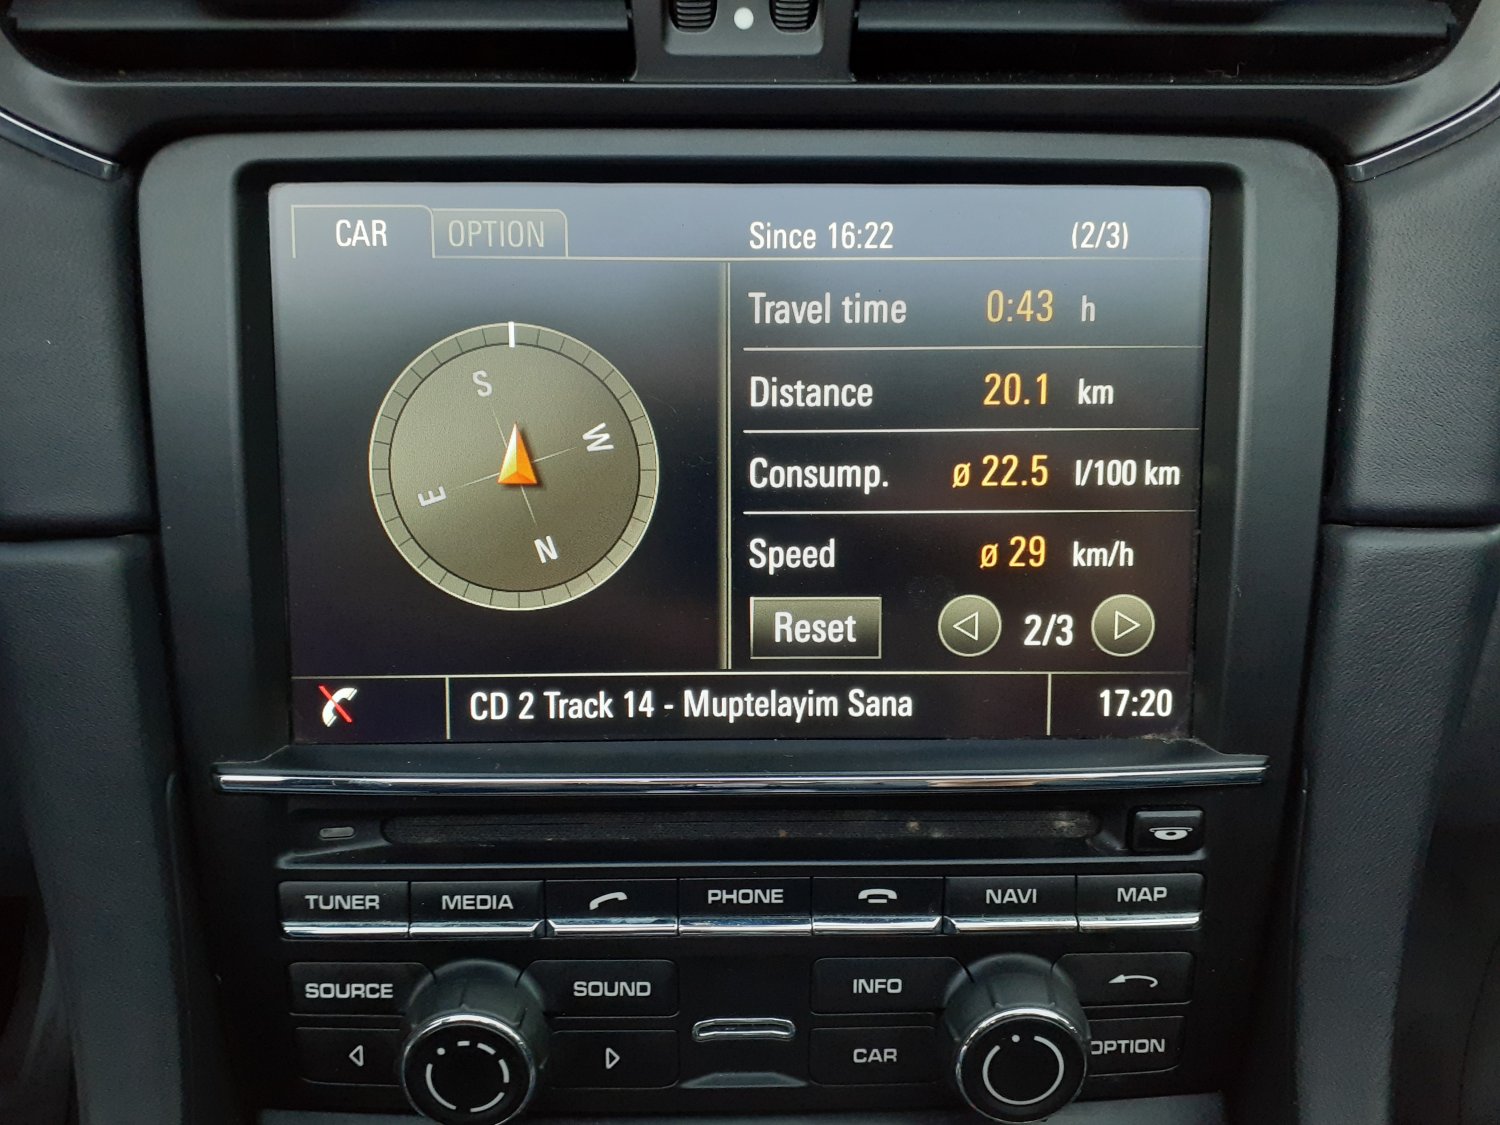 CAR OPTION Since 16:22 (2/3)
Travel time 0:43 h
Distance 20.1 km
Consump. ø 22.5 l/100 km
Speed ø 29 km/h
S
W
E
N
Reset 2/3
CD 2 Track 14 - Muptelayim Sana 17:20
TUNER MEDIA PHONE NAVI MAP
SOURCE SOUND INFO
CAR OPTION